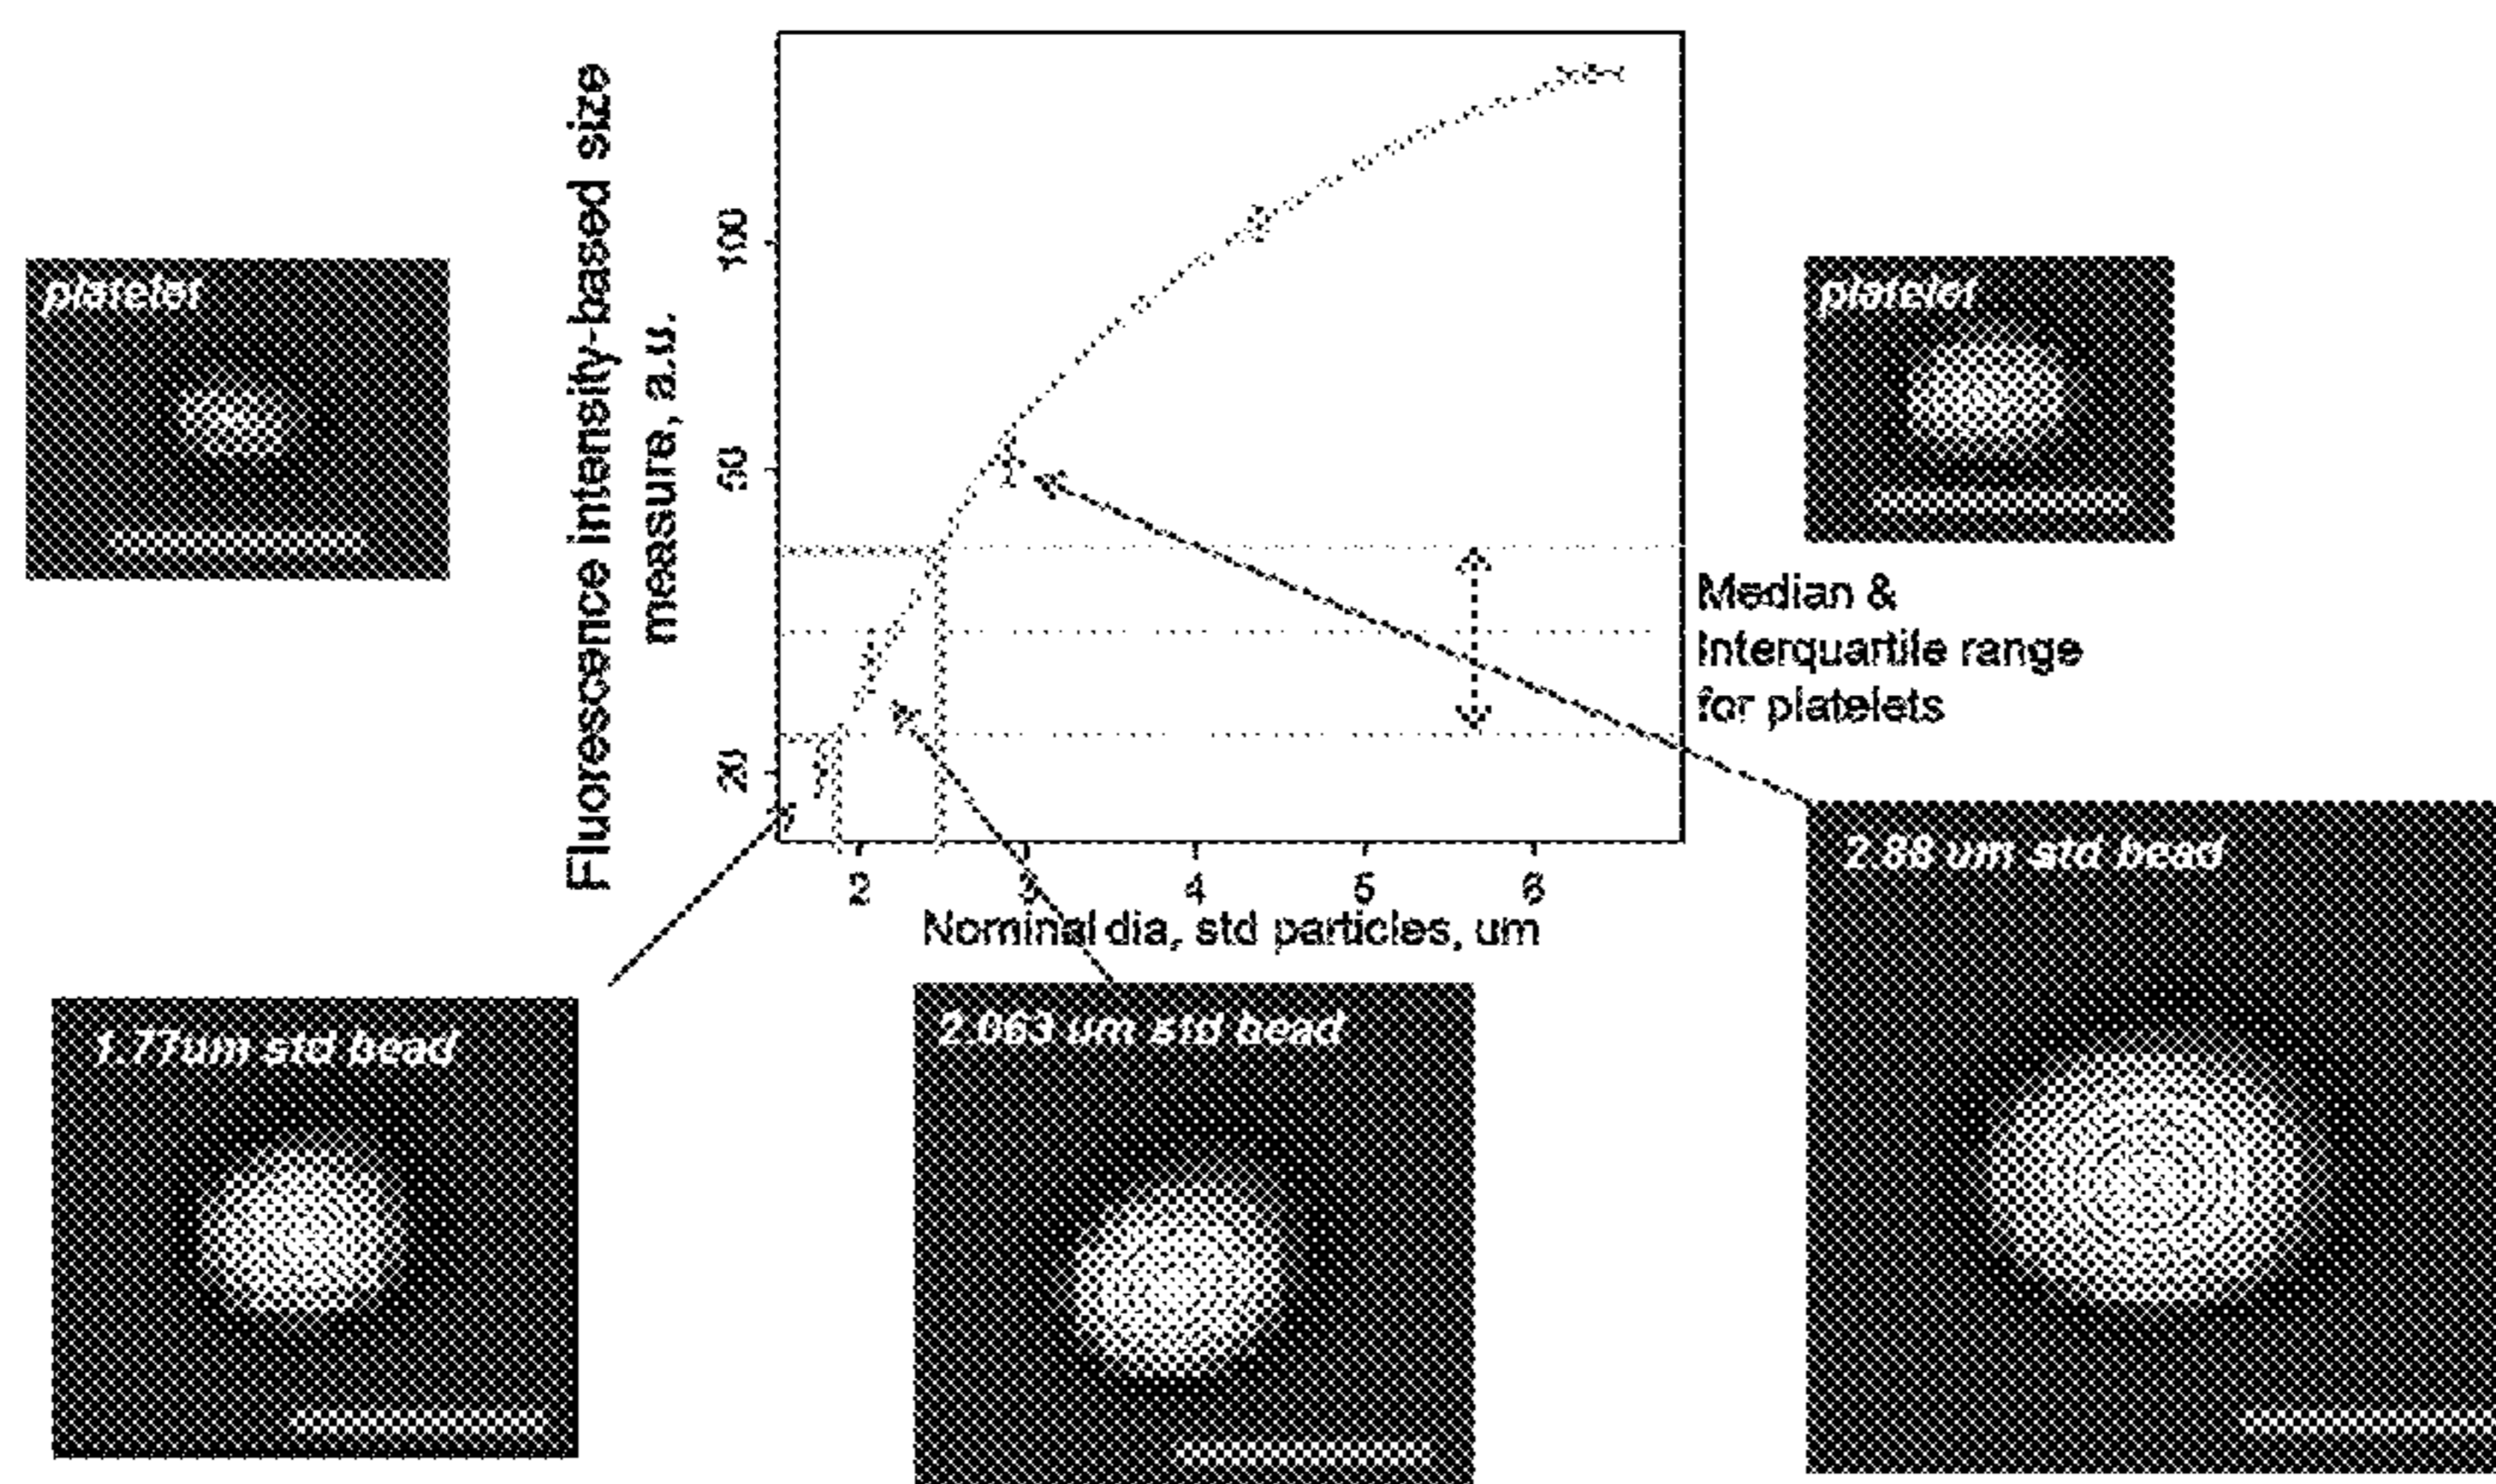 Fluorescence intensity-based size
measure, a.u.
100
50
20
platelet
platelet
Median &
Interquartile range
for platelets
2 3 4 5 6
Nominal dia, std particles, um
2.88 um std bead
1.77um std bead
2.063 um std bead